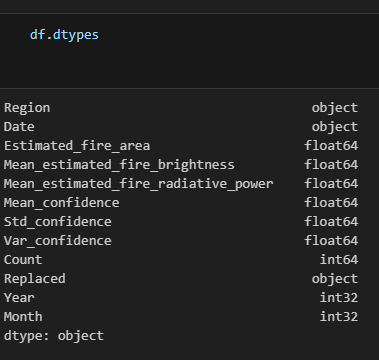 df.dtypes
Region object
Date object
Estimated_fire_area float64
Mean_estimated_fire_brightness float64
Mean_estimated_fire_radiative_power float64
Mean_confidence float64
Std_confidence float64
Var_confidence float64
Count int64
Replaced object
Year int32
Month int32
dtype: object